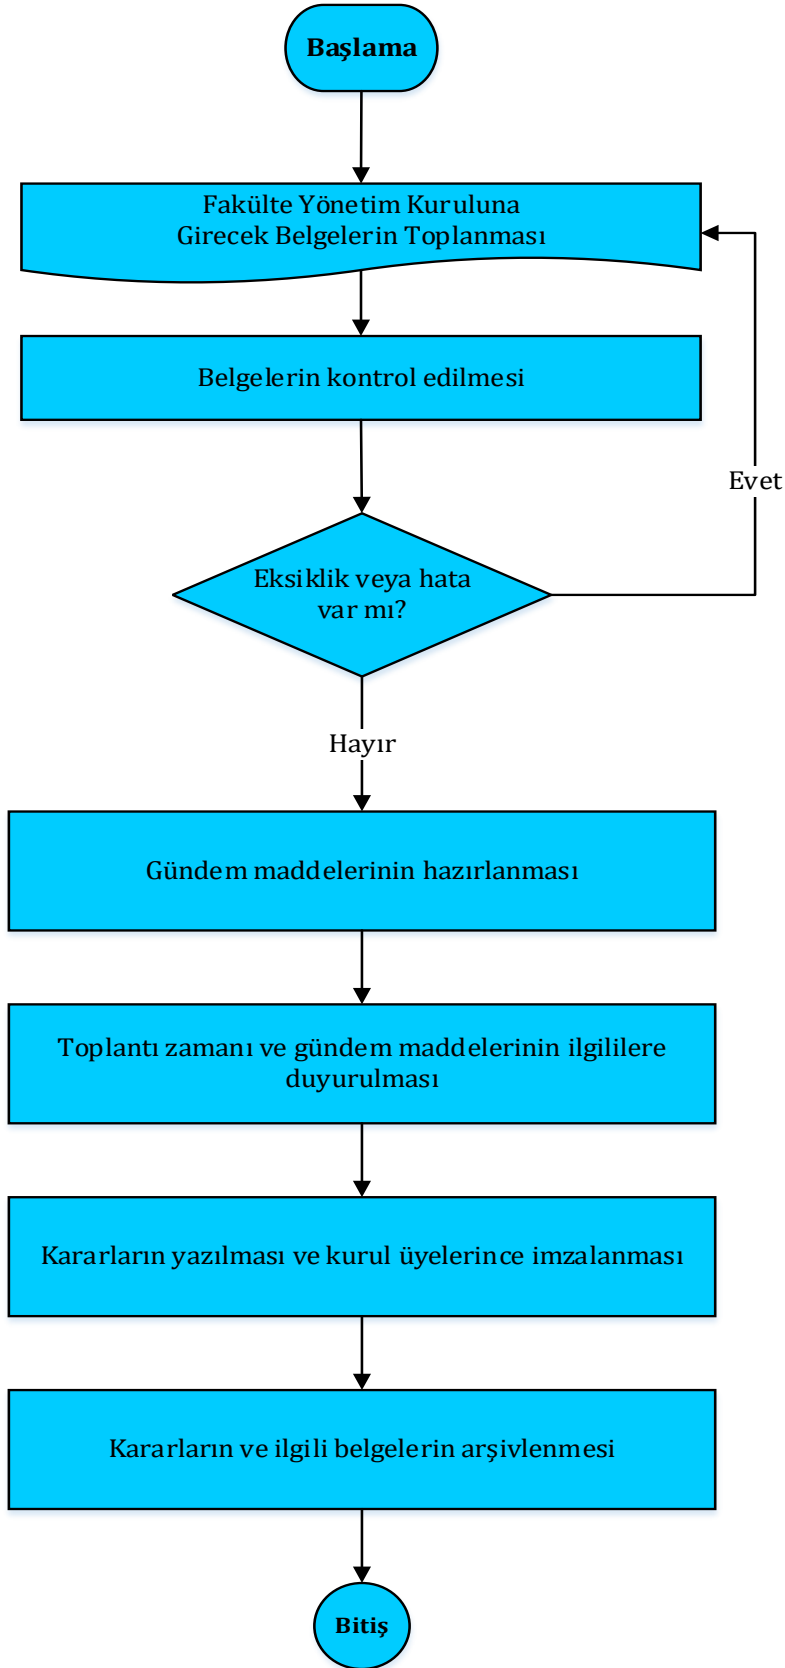 Başlama
Fakülte Yönetim Kuruluna
Girecek Belgelerin Toplanması
Belgelerin kontrol edilmesi
Evet
Eksiklik veya hata
var mı?
Hayır
Gündem maddelerinin hazırlanması
Toplantı zamanı ve gündem maddelerinin ilgililere
duyurulması
Kararların yazılması ve kurul üyelerince imzalanması
Kararların ve ilgili belgelerin arşivlenmesi
Bitiş